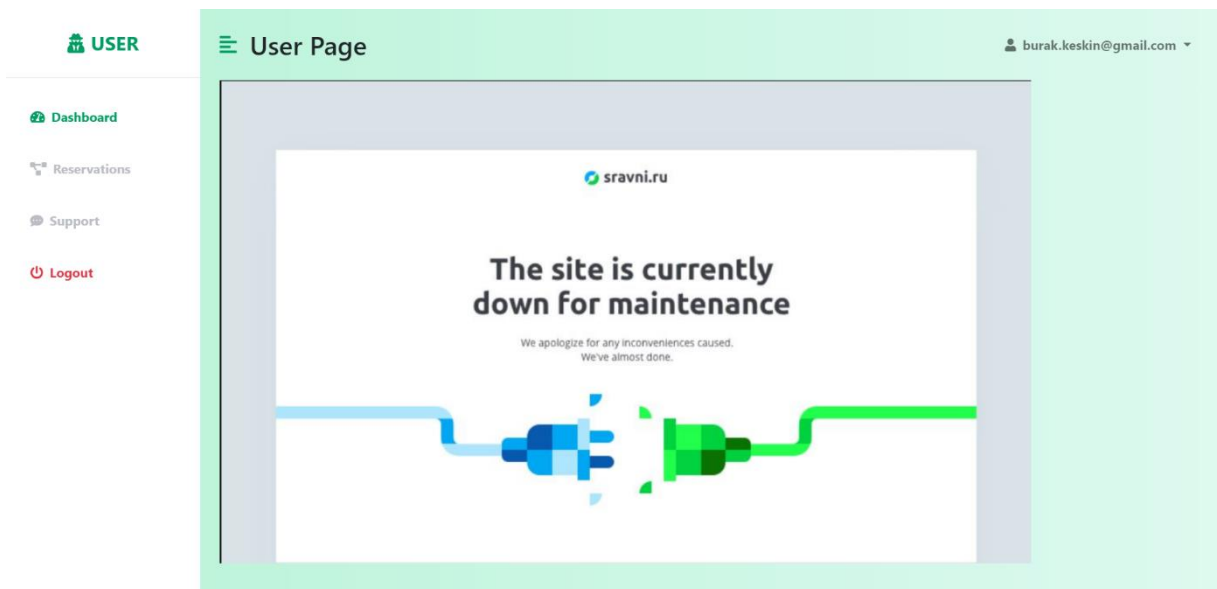 USER
User Page
burak.keskin@gmail.com
Dashboard
Reservations
Support
Logout
sravni.ru
The site is currently
down for maintenance
We apologize for any inconveniences caused.
We've almost done.